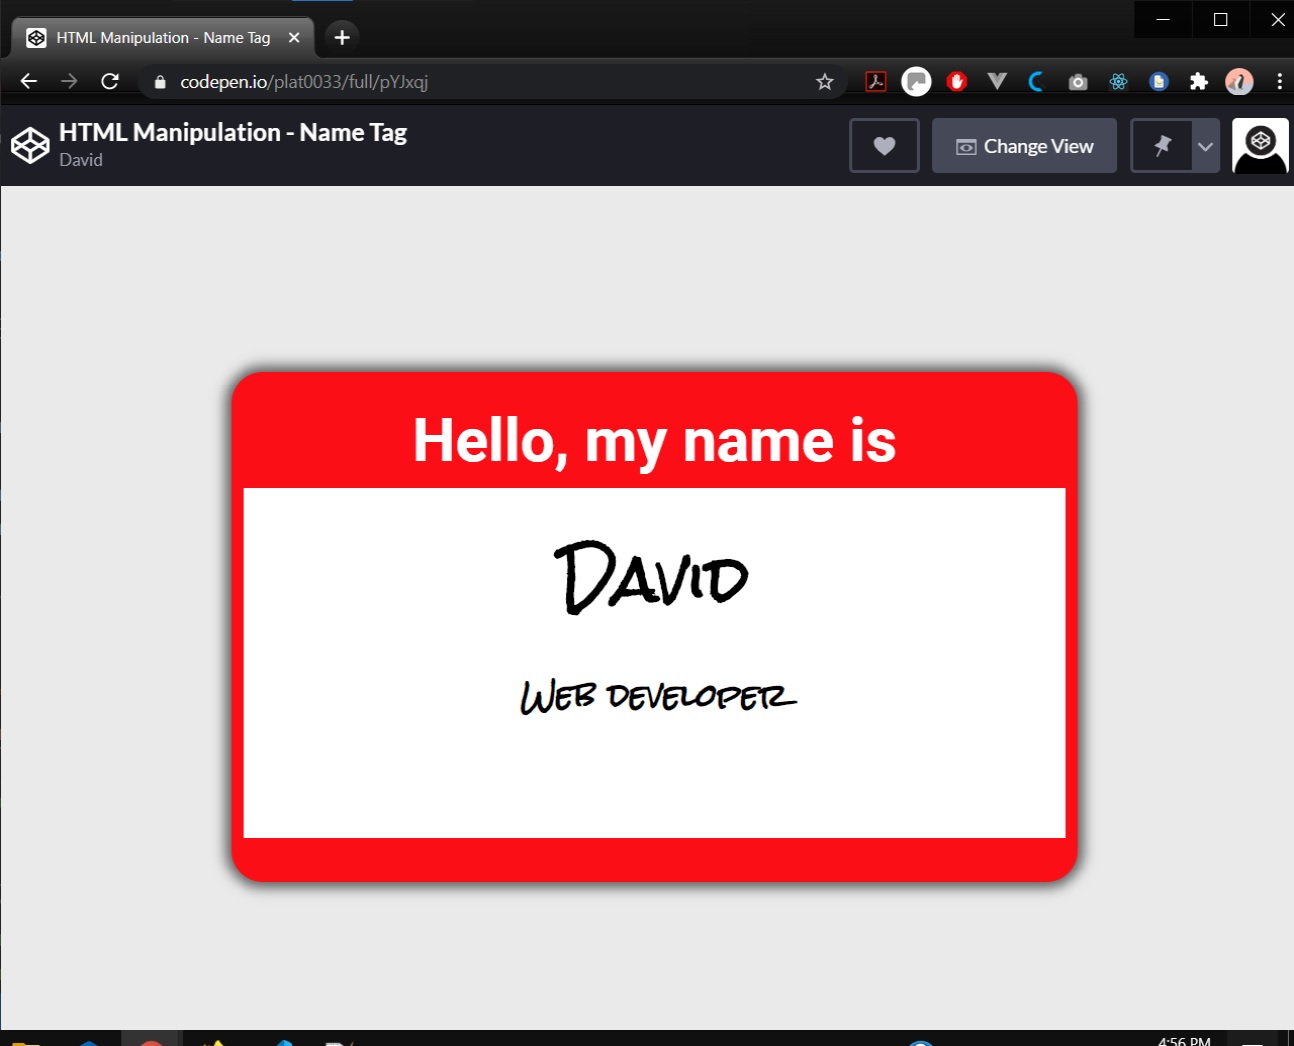 HTML Manipulation - Name Tag
codepen.io/plat0033/full/pYJxqj
HTML Manipulation - Name Tag
David
Change View
Hello, my name is
David
Web developer
4:56 PM